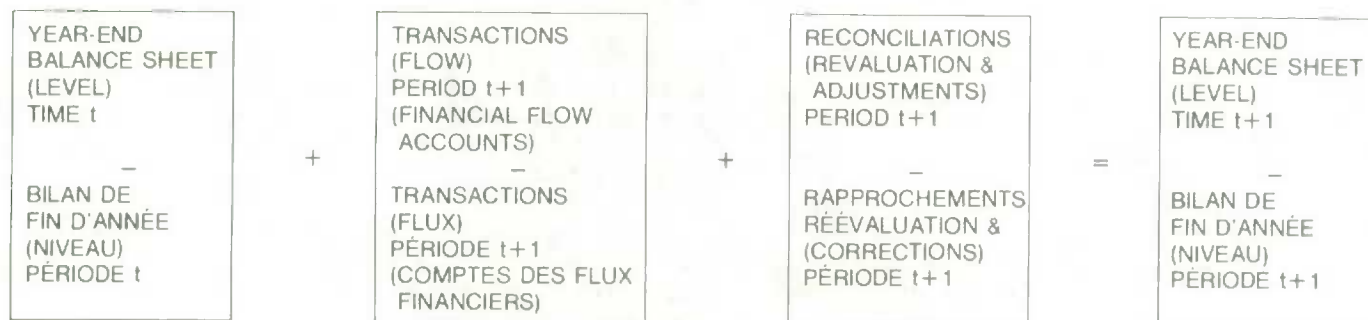 YEAR-END
BALANCE SHEET
(LEVEL)
TIME t
–
BILAN DE
FIN D'ANNÉE
(NIVEAU)
PÉRIODE t
+
TRANSACTIONS
(FLOW)
PERIOD t+1
(FINANCIAL FLOW
ACCOUNTS)
–
TRANSACTIONS
(FLUX)
PÉRIODE t+1
(COMPTES DES FLUX
FINANCIERS)
+
RECONCILIATIONS
(REVALUATION &
ADJUSTMENTS)
PERIOD t+1
–
RAPPROCHEMENTS
RÉÉVALUATION &
(CORRECTIONS)
PÉRIODE t+1
=
YEAR-END
BALANCE SHEET
(LEVEL)
TIME t+1
–
BILAN DE
FIN D'ANNÉE
(NIVEAU)
PÉRIODE t+1